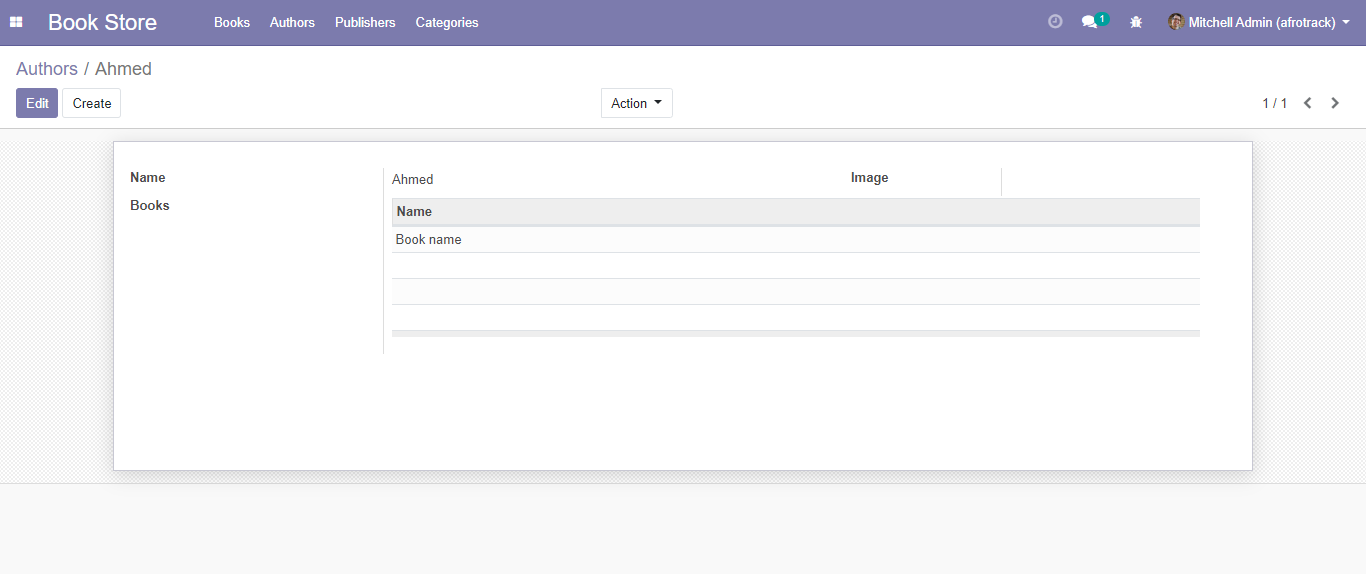 Book Store Books Authors Publishers Categories 1 Mitchell Admin (afrotrack)
Authors / Ahmed
Edit Create Action 1 / 1
Name Ahmed Image
Books
Name
Book name